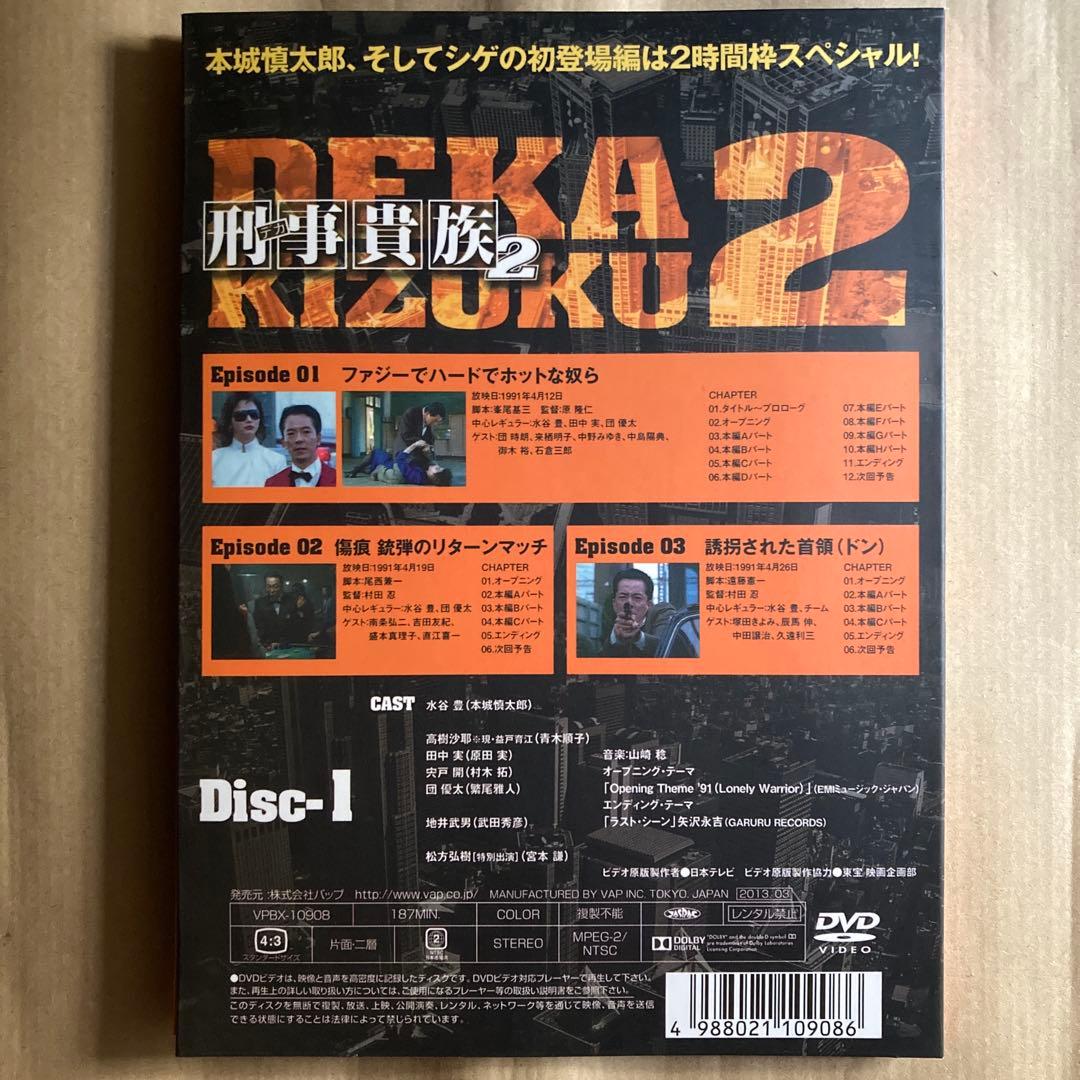 本城慎太郎、そしてシゲの初登場編は2時間枠スペシャル!
DEKA
刑事貴族2
デカ
KIZOKU 2
Episode 01 ファジーでハードでホットな奴ら
放映日:1991年4月12日
脚本:峯尾基三 監督:原 隆仁
中心レギュラー:水谷 豊、田中 実、団 優太
ゲスト:団 時朗、来栖明子、中野みゆき、中島陽典、
御木 裕、石倉三郎
CHAPTER
01.タイトル〜プロローグ
02.オープニング
03.本編Aパート
04.本編Bパート
05.本編Cパート
06.本編Dパート
07.本編Eパート
08.本編Fパート
09.本編Gパート
10.本編Hパート
11.エンディング
12.次回予告
Episode 02 傷痕 銃弾のリターンマッチ
放映日:1991年4月19日
脚本:尾西兼一
監督:村田 忍
中心レギュラー:水谷 豊、団 優太
ゲスト:南条弘二、吉田友紀、
盛本真理子、直江喜一
CHAPTER
01.オープニング
02.本編Aパート
03.本編Bパート
04.本編Cパート
05.エンディング
06.次回予告
Episode 03 誘拐された首領(ドン)
放映日:1991年4月26日
脚本:遠藤憲一
監督:村田 忍
中心レギュラー:水谷 豊、チーム
ゲスト:塚田きよみ、辰馬 伸、
中田譲治、久遠利三
CHAPTER
01.オープニング
02.本編Aパート
03.本編Bパート
04.本編Cパート
05.エンディング
06.次回予告
CAST 水谷 豊(本城慎太郎)
高樹沙耶※現・益戸育江(青木順子)
田中 実(原田 実)
宍戸 開(村木 拓)
団 優太(繁尾雅人)
地井武男(武田秀彦)
松方弘樹[特別出演](宮本 謙)
Disc-1
音楽:山崎 稔
オープニング・テーマ
「Opening Theme '91(Lonely Warrior)」(EMIミュージック・ジャパン)
エンディング・テーマ
「ラスト・シーン」矢沢永吉(GARURU RECORDS)
ビデオ原版製作者●日本テレビ ビデオ原版製作協力●東宝 映画企画部
発売元:株式会社バップ http://www.vap.co.jp/ MANUFACTURED BY VAP INC. TOKYO. JAPAN 2013.03
VPBX-10908 187MIN. COLOR 複製不能 JASRAC レンタル禁止
4:3 スタンダードサイズ 片面・二層 2 NTSC 日本市場向 STEREO MPEG-2/NTSC DOLBY DIGITAL
"DOLBY" and the double D symbol are trademarks of Dolby Laboratories Licensing Corporation.
DVD VIDEO
●DVDビデオは、映像と音声を高密度に記録したディスクです。DVDビデオ対応プレーヤーで再生して下さい。
また、再生上の詳しい取り扱い方については、ご使用になるプレーヤー等の取扱い説明書をご参照下さい。
このディスクを無断で複製、放送、上映、公開演奏、レンタル、ネットワーク等を通じて映像、音声を送信
できる状態にすることは法律によって禁じられています。
4 988021 109086